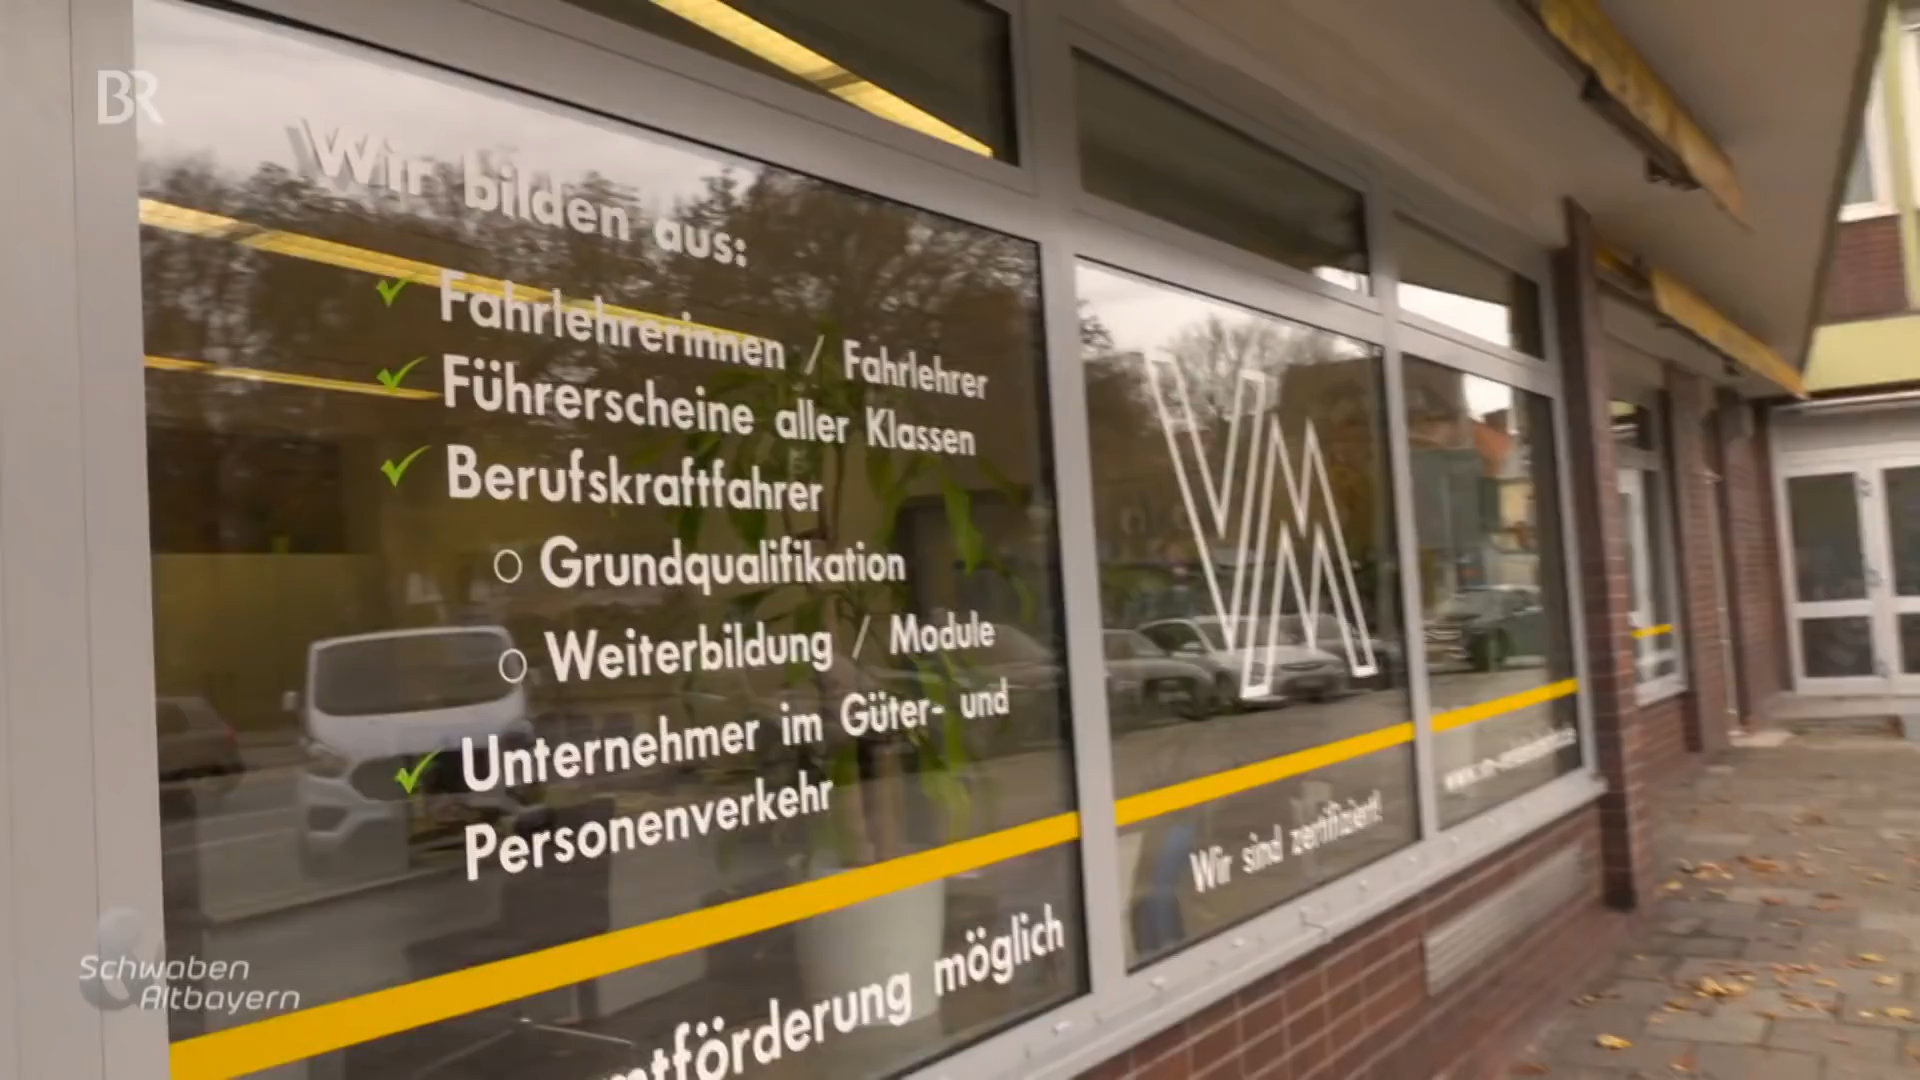 BR
Wir bilden aus:
Fahrlehrerinnen / Fahrlehrer
Führerscheine aller Klassen
Berufskraftfahrer
Grundqualifikation
Weiterbildung / Module
Unternehmer im Güter- und
Personenverkehr
möglich
VM
Wir sind zertifiziert!
Schwaben
Altbayern